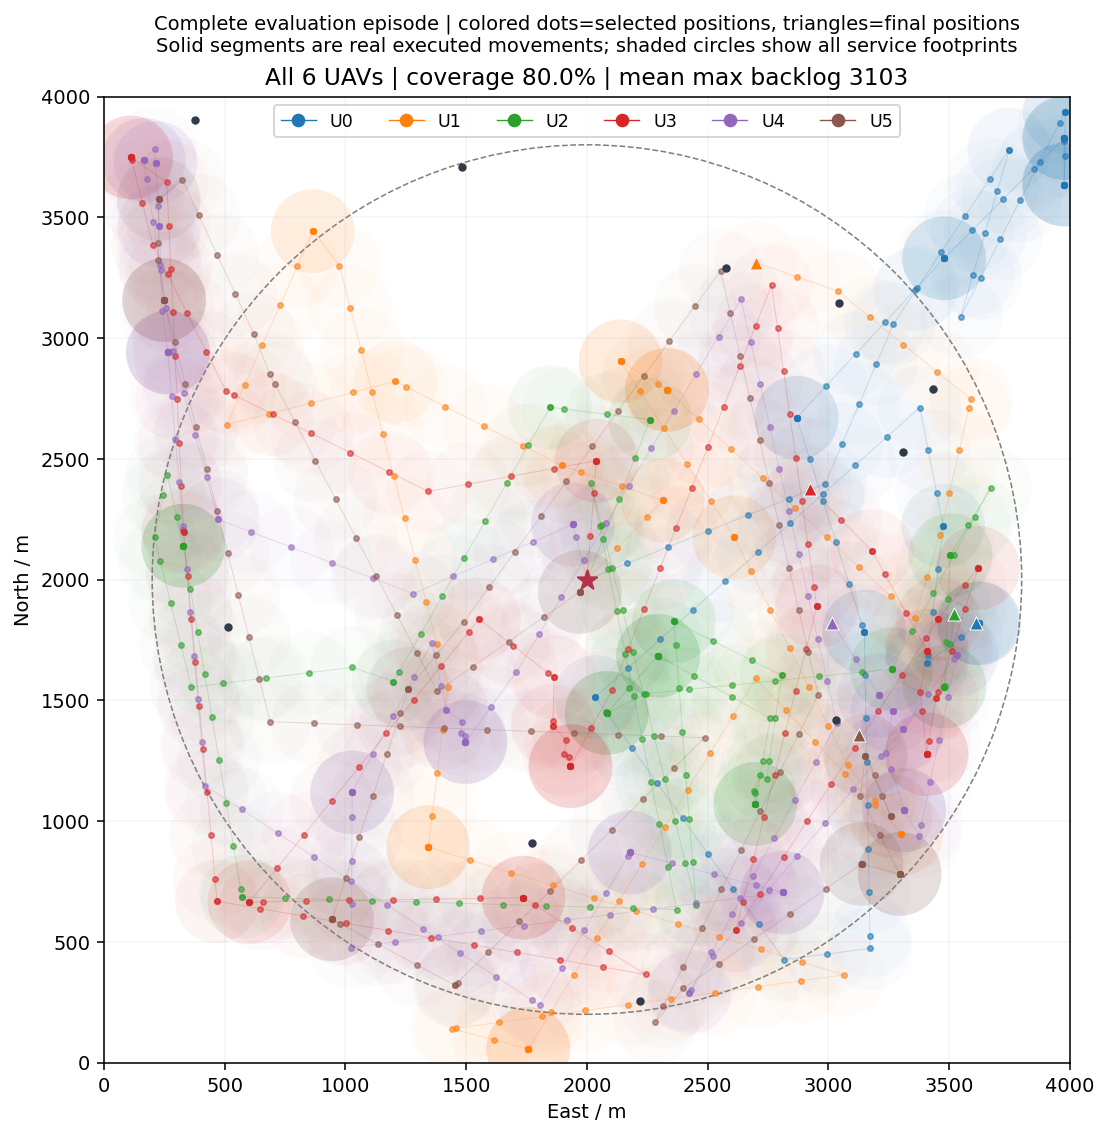 Complete evaluation episode | colored dots=selected positions, triangles=final positions
Solid segments are real executed movements; shaded circles show all service footprints
All 6 UAVs | coverage 80.0% | mean max backlog 3103
U0 U1 U2 U3 U4 U5
4000
3500
3000
2500
2000
1500
1000
500
0
North / m
0 500 1000 1500 2000 2500 3000 3500 4000
East / m